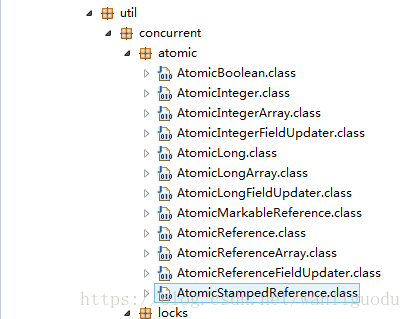 util
concurrent
atomic
AtomicBoolean.class
AtomicInteger.class
AtomicIntegerArray.class
AtomicIntegerFieldUpdater.class
AtomicLong.class
AtomicLongArray.class
AtomicLongFieldUpdater.class
AtomicMarkableReference.class
AtomicReference.class
AtomicReferenceArray.class
AtomicReferenceFieldUpdater.class
AtomicStampedReference.class
locks